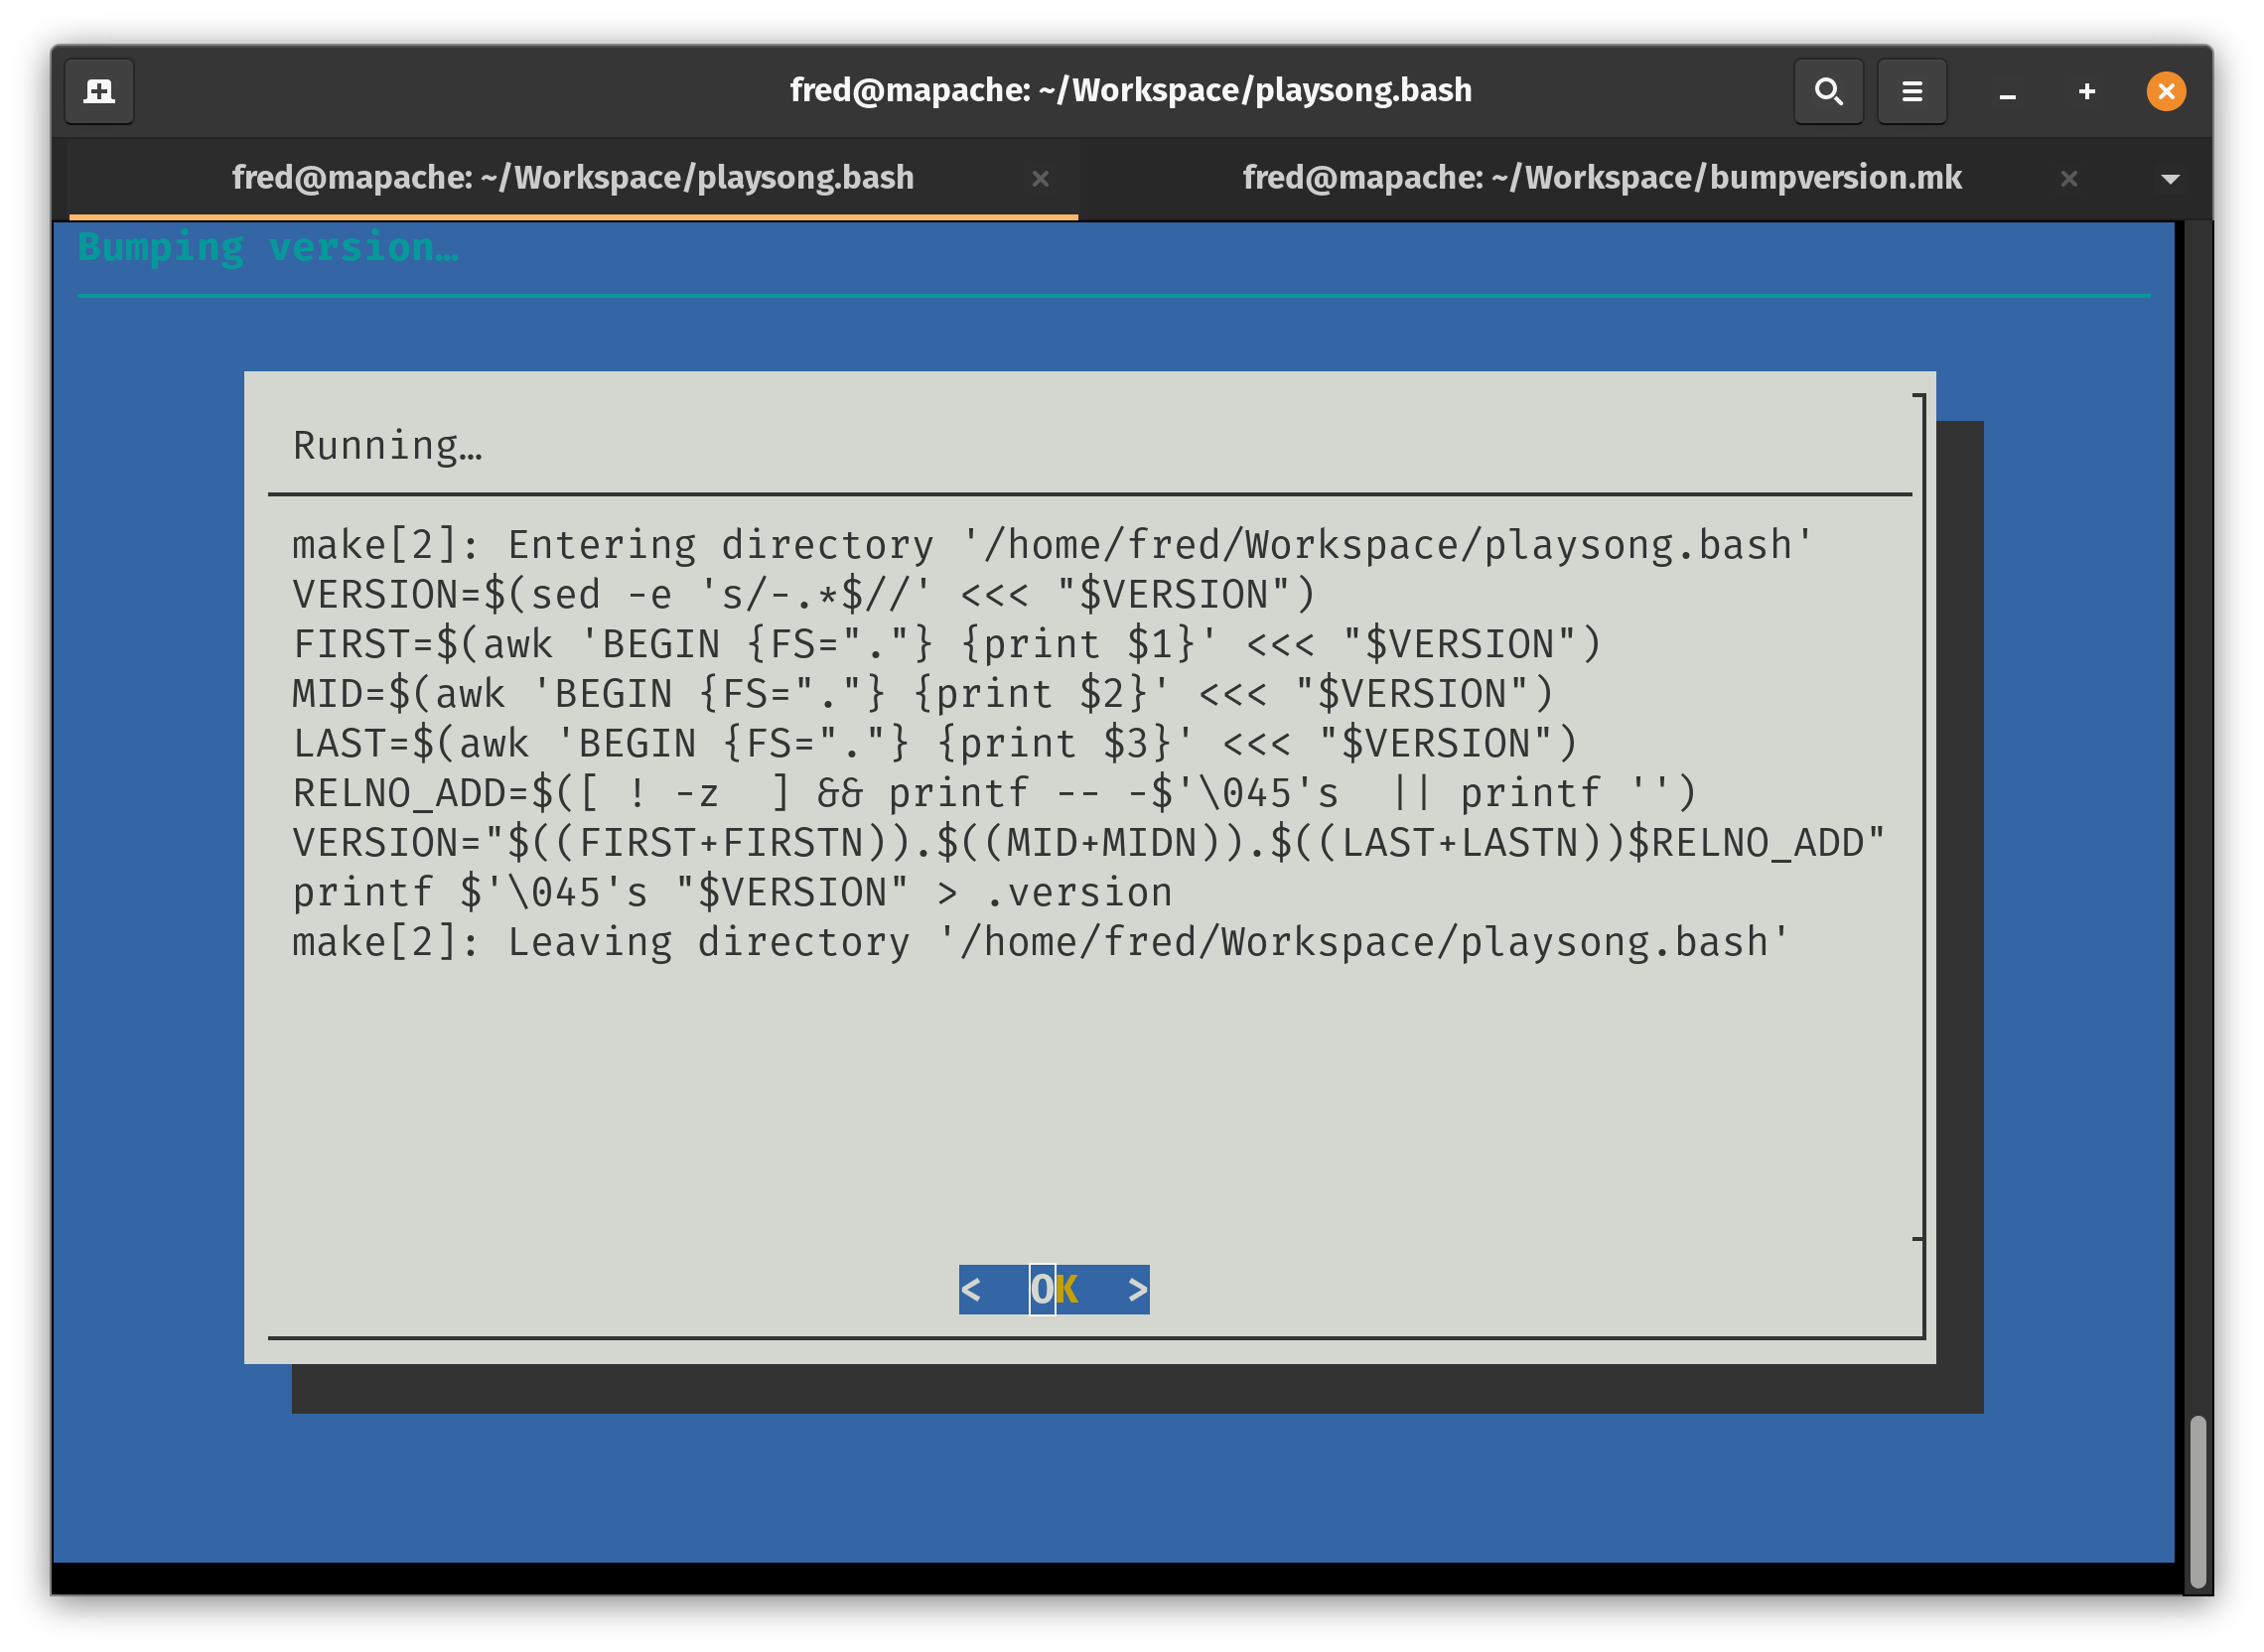 fred@mapache: ~/Workspace/playsong.bash
fred@mapache: ~/Workspace/playsong.bash
fred@mapache: ~/Workspace/bumpversion.mk
Bumping version…
Running…
make[2]: Entering directory '/home/fred/Workspace/playsong.bash'
VERSION=$(sed -e 's/-.*$//' <<< "$VERSION")
FIRST=$(awk 'BEGIN {FS="."} {print $1}' <<< "$VERSION")
MID=$(awk 'BEGIN {FS="."} {print $2}' <<< "$VERSION")
LAST=$(awk 'BEGIN {FS="."} {print $3}' <<< "$VERSION")
RELNO_ADD=$([ ! -z  ] && printf -- -$'\045's  || printf '')
VERSION="$((FIRST+FIRSTN)).$((MID+MIDN)).$((LAST+LASTN))$RELNO_ADD"
printf $'\045's "$VERSION" > .version
make[2]: Leaving directory '/home/fred/Workspace/playsong.bash'
<  OK  >